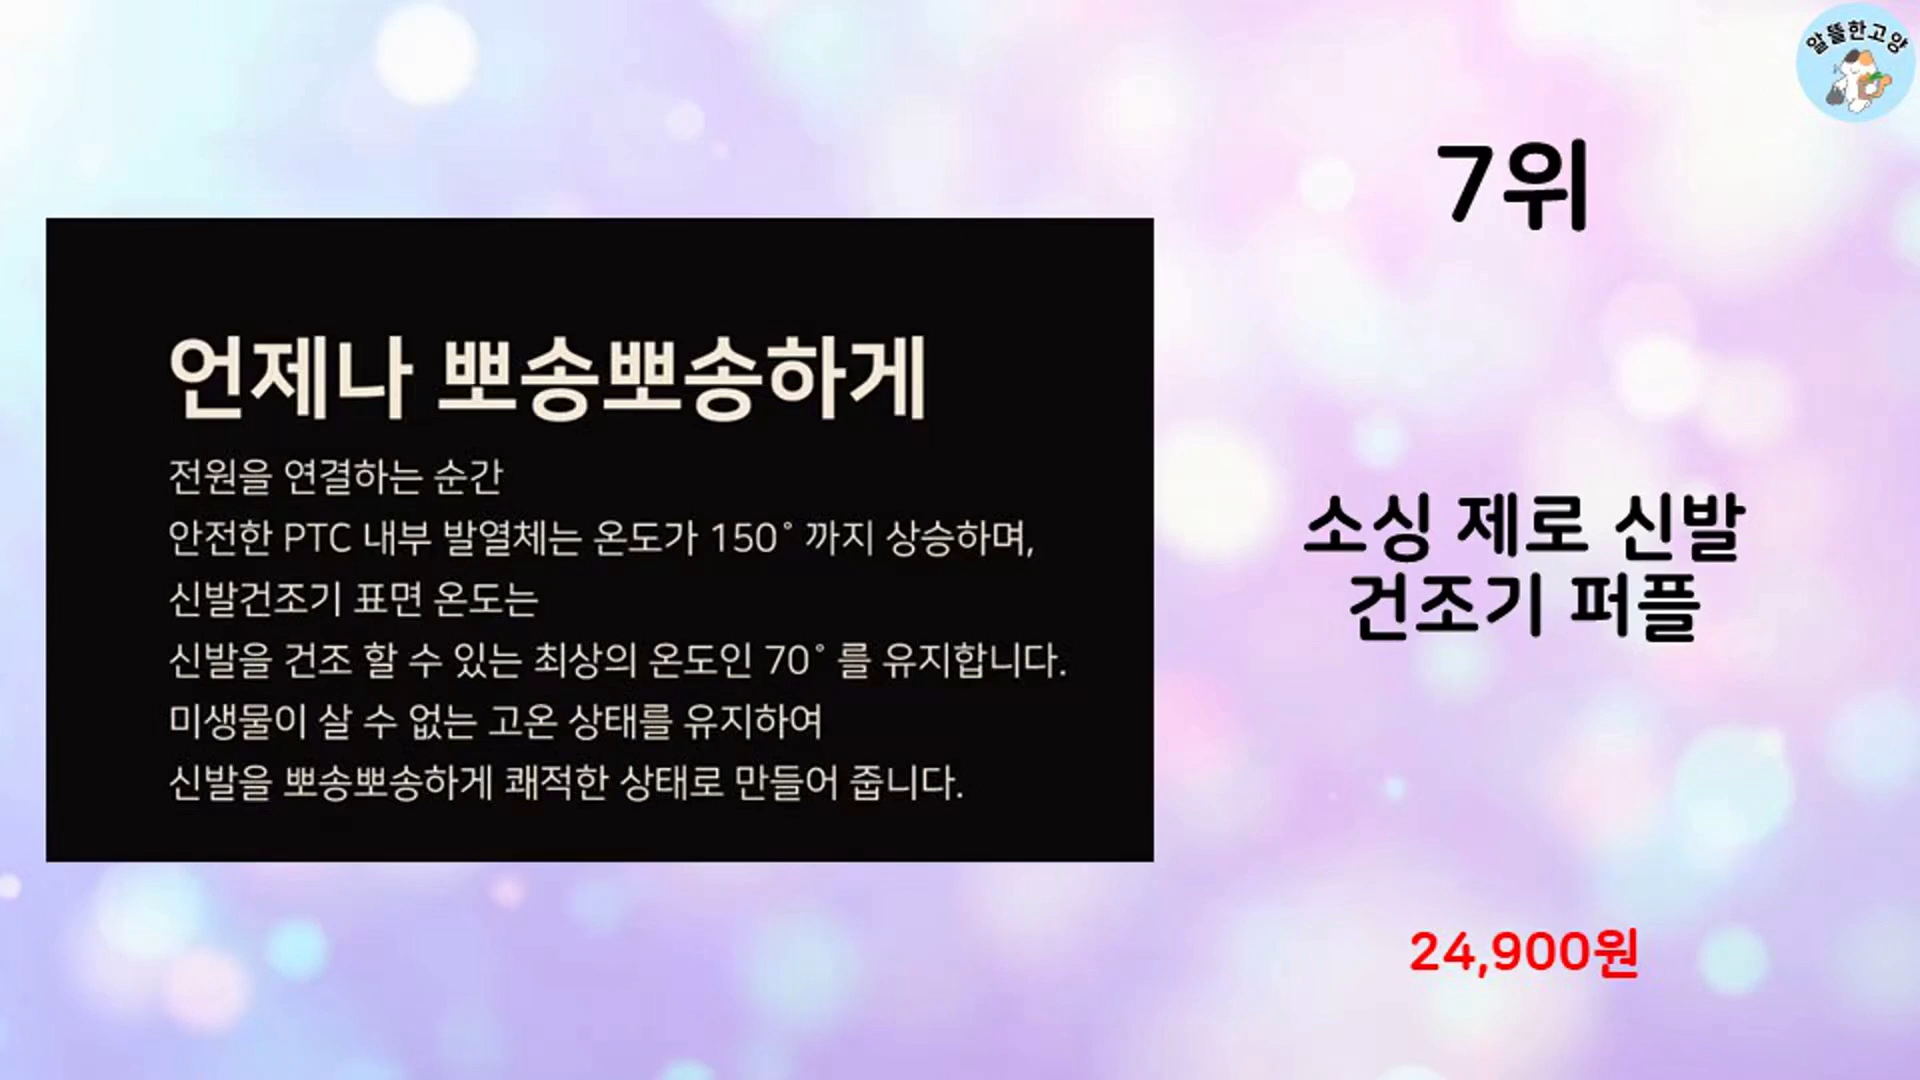 알뜰한고양
7위
언제나 뽀송뽀송하게
전원을 연결하는 순간
안전한 PTC 내부 발열체는 온도가 150° 까지 상승하며,
신발건조기 표면 온도는
신발을 건조 할 수 있는 최상의 온도인 70° 를 유지합니다.
미생물이 살 수 없는 고온 상태를 유지하여
신발을 뽀송뽀송하게 쾌적한 상태로 만들어 줍니다.
소싱 제로 신발
건조기 퍼플
24,900원